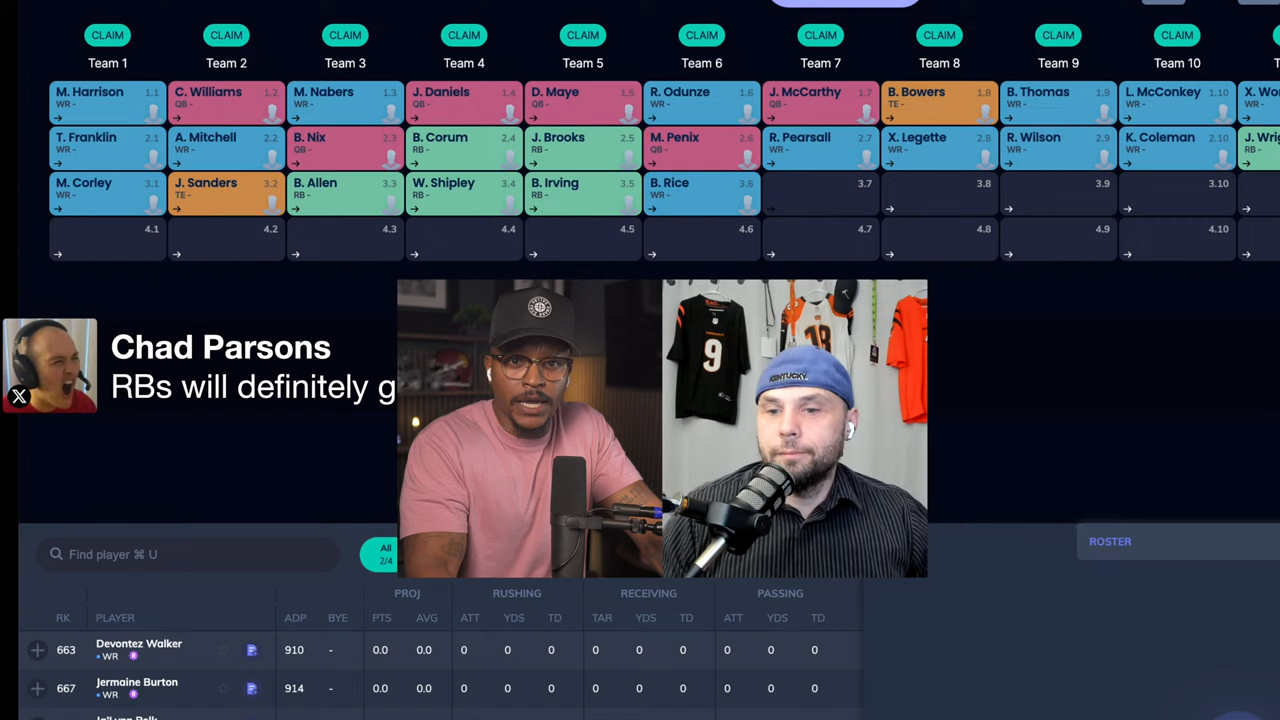 CLAIM CLAIM CLAIM CLAIM CLAIM CLAIM CLAIM CLAIM CLAIM CLAIM
Team 1 Team 2 Team 3 Team 4 Team 5 Team 6 Team 7 Team 8 Team 9 Team 10
M. Harrison 1.1 C. Williams 1.2 M. Nabers 1.3 J. Daniels 1.4 D. Maye 1.5 R. Odunze 1.6 J. McCarthy 1.7 B. Bowers 1.8 B. Thomas 1.9 L. McConkey 1.10 X. Wo
WR - QB - WR - QB - QB - WR - QB - TE - WR - WR - WR -
T. Franklin 2.1 A. Mitchell 2.2 B. Nix 2.3 B. Corum 2.4 J. Brooks 2.5 M. Penix 2.6 R. Pearsall 2.7 X. Legette 2.8 R. Wilson 2.9 K. Coleman 2.10 J. Wri
WR - WR - QB - RB - RB - QB - WR - WR - WR - WR - RB -
M. Corley 3.1 J. Sanders 3.2 B. Allen 3.3 W. Shipley 3.4 B. Irving 3.5 B. Rice 3.6 3.7 3.8 3.9 3.10
WR - TE - RB - RB - RB - WR -
4.1 4.2 4.3 4.4 4.5 4.6 4.7 4.8 4.9 4.10
Chad Parsons
RBs will definitely g
9
18
KENTUCKY
Find player ⌘ U
All
2/4
ROSTER
PROJ RUSHING RECEIVING PASSING
RK PLAYER ADP BYE PTS AVG ATT YDS TD TAR YDS TD ATT YDS TD
663 Devontez Walker 910 - 0.0 0.0 0 0 0 0 0 0 0 0 0
WR R
667 Jermaine Burton 914 - 0.0 0.0 0 0 0 0 0 0 0 0 0
WR R